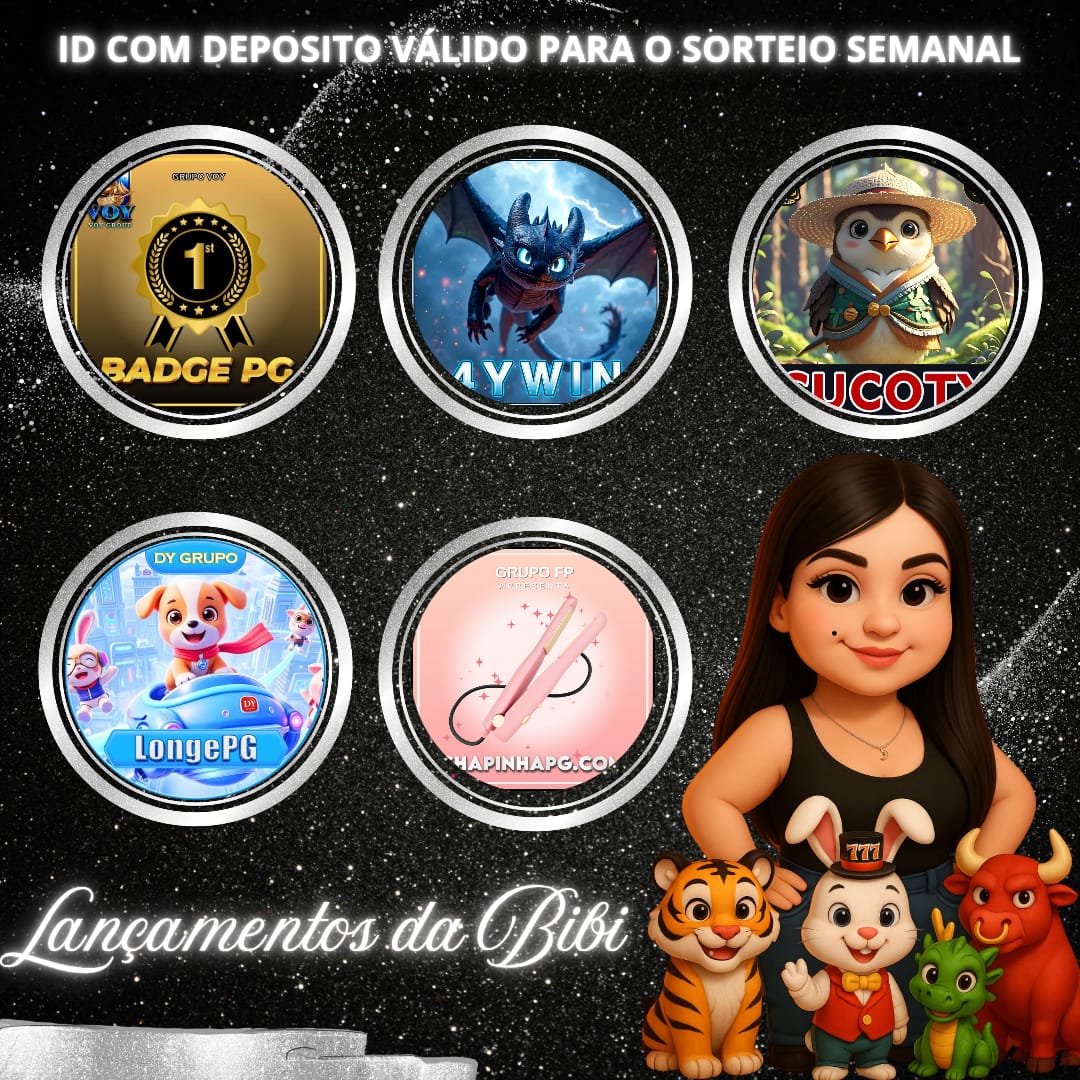 ID COM DEPOSITO VÁLIDO PARA O SORTEIO SEMANAL
GRUPO VOY
VOY
VOY GROUP
1st
BADGE PG
4YWIN
SUCOTY
DY GRUPO
DY
LongePG
GRUPO FP
APRESENTA
HAPINHAPG.COM
777
Lançamentos da Bibi